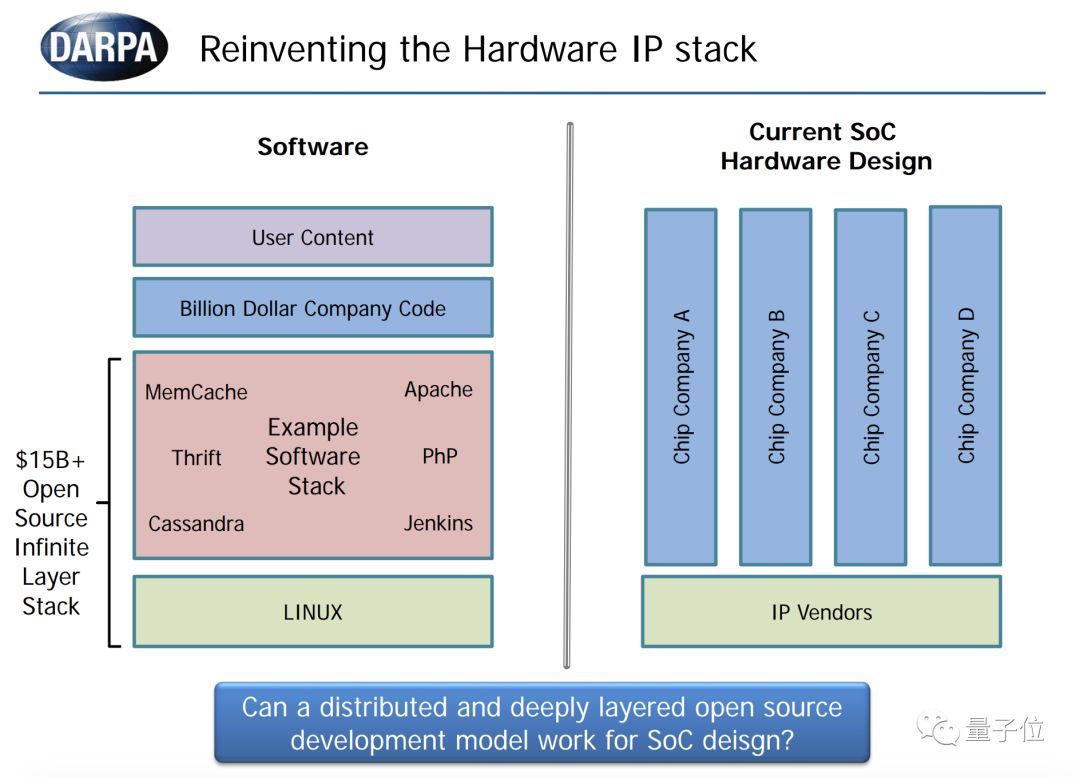 DARPA
Reinventing the Hardware IP stack
Software
User Content
Billion Dollar Company Code
MemCache
Apache
Example
Software
Stack
Thrift
PhP
Cassandra
Jenkins
LINUX
$15B+
Open
Source
Infinite
Layer
Stack
Current SoC
Hardware Design
Chip Company A
Chip Company B
Chip Company C
Chip Company D
IP Vendors
Can a distributed and deeply layered open source
development model work for SoC deisgn?
量子位